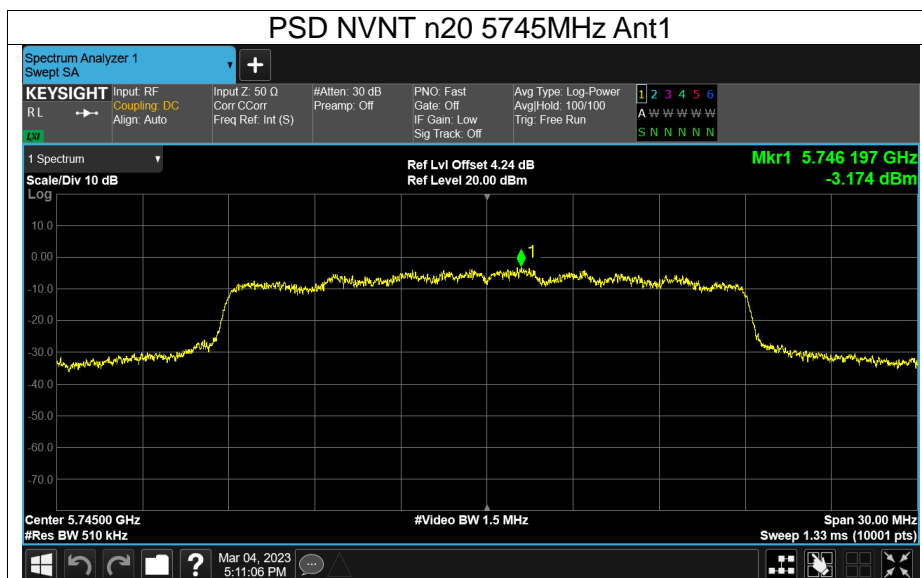 PSD NVNT n20 5745MHz Ant1
Spectrum Analyzer 1
Swept SA
KEYSIGHT Input: RF Input Z: 50 Ω #Atten: 30 dB PNO: Fast Avg Type: Log-Power 1 2 3 4 5 6
RL Coupling: DC Corr CCorr Preamp: Off Gate: Off Avg|Hold: 100/100 A W W W W W
Align: Auto Freq Ref: Int (S) IF Gain: Low Trig: Free Run
LXI Sig Track: Off S N N N N N
1 Spectrum Ref Lvl Offset 4.24 dB Mkr1 5.746 197 GHz
Scale/Div 10 dB Ref Level 20.00 dBm -3.174 dBm
Log
10.0
0.00
1
-10.0
-20.0
-30.0
-40.0
-50.0
-60.0
-70.0
Center 5.74500 GHz #Video BW 1.5 MHz Span 30.00 MHz
#Res BW 510 kHz Sweep 1.33 ms (10001 pts)
? Mar 04, 2023
5:11:06 PM